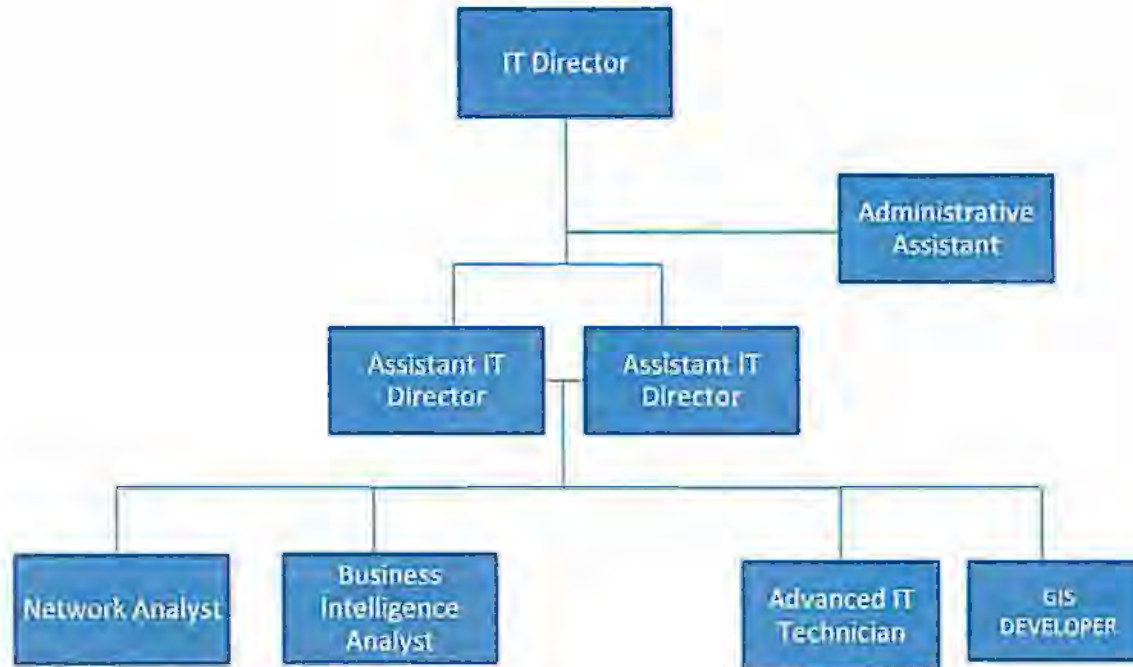 IT Director
Administrative
Assistant
Assistant IT
Director
Assistant IT
Director
Network Analyst
Business
Intelligence
Analyst
Advanced IT
Technician
GIS
DEVELOPER